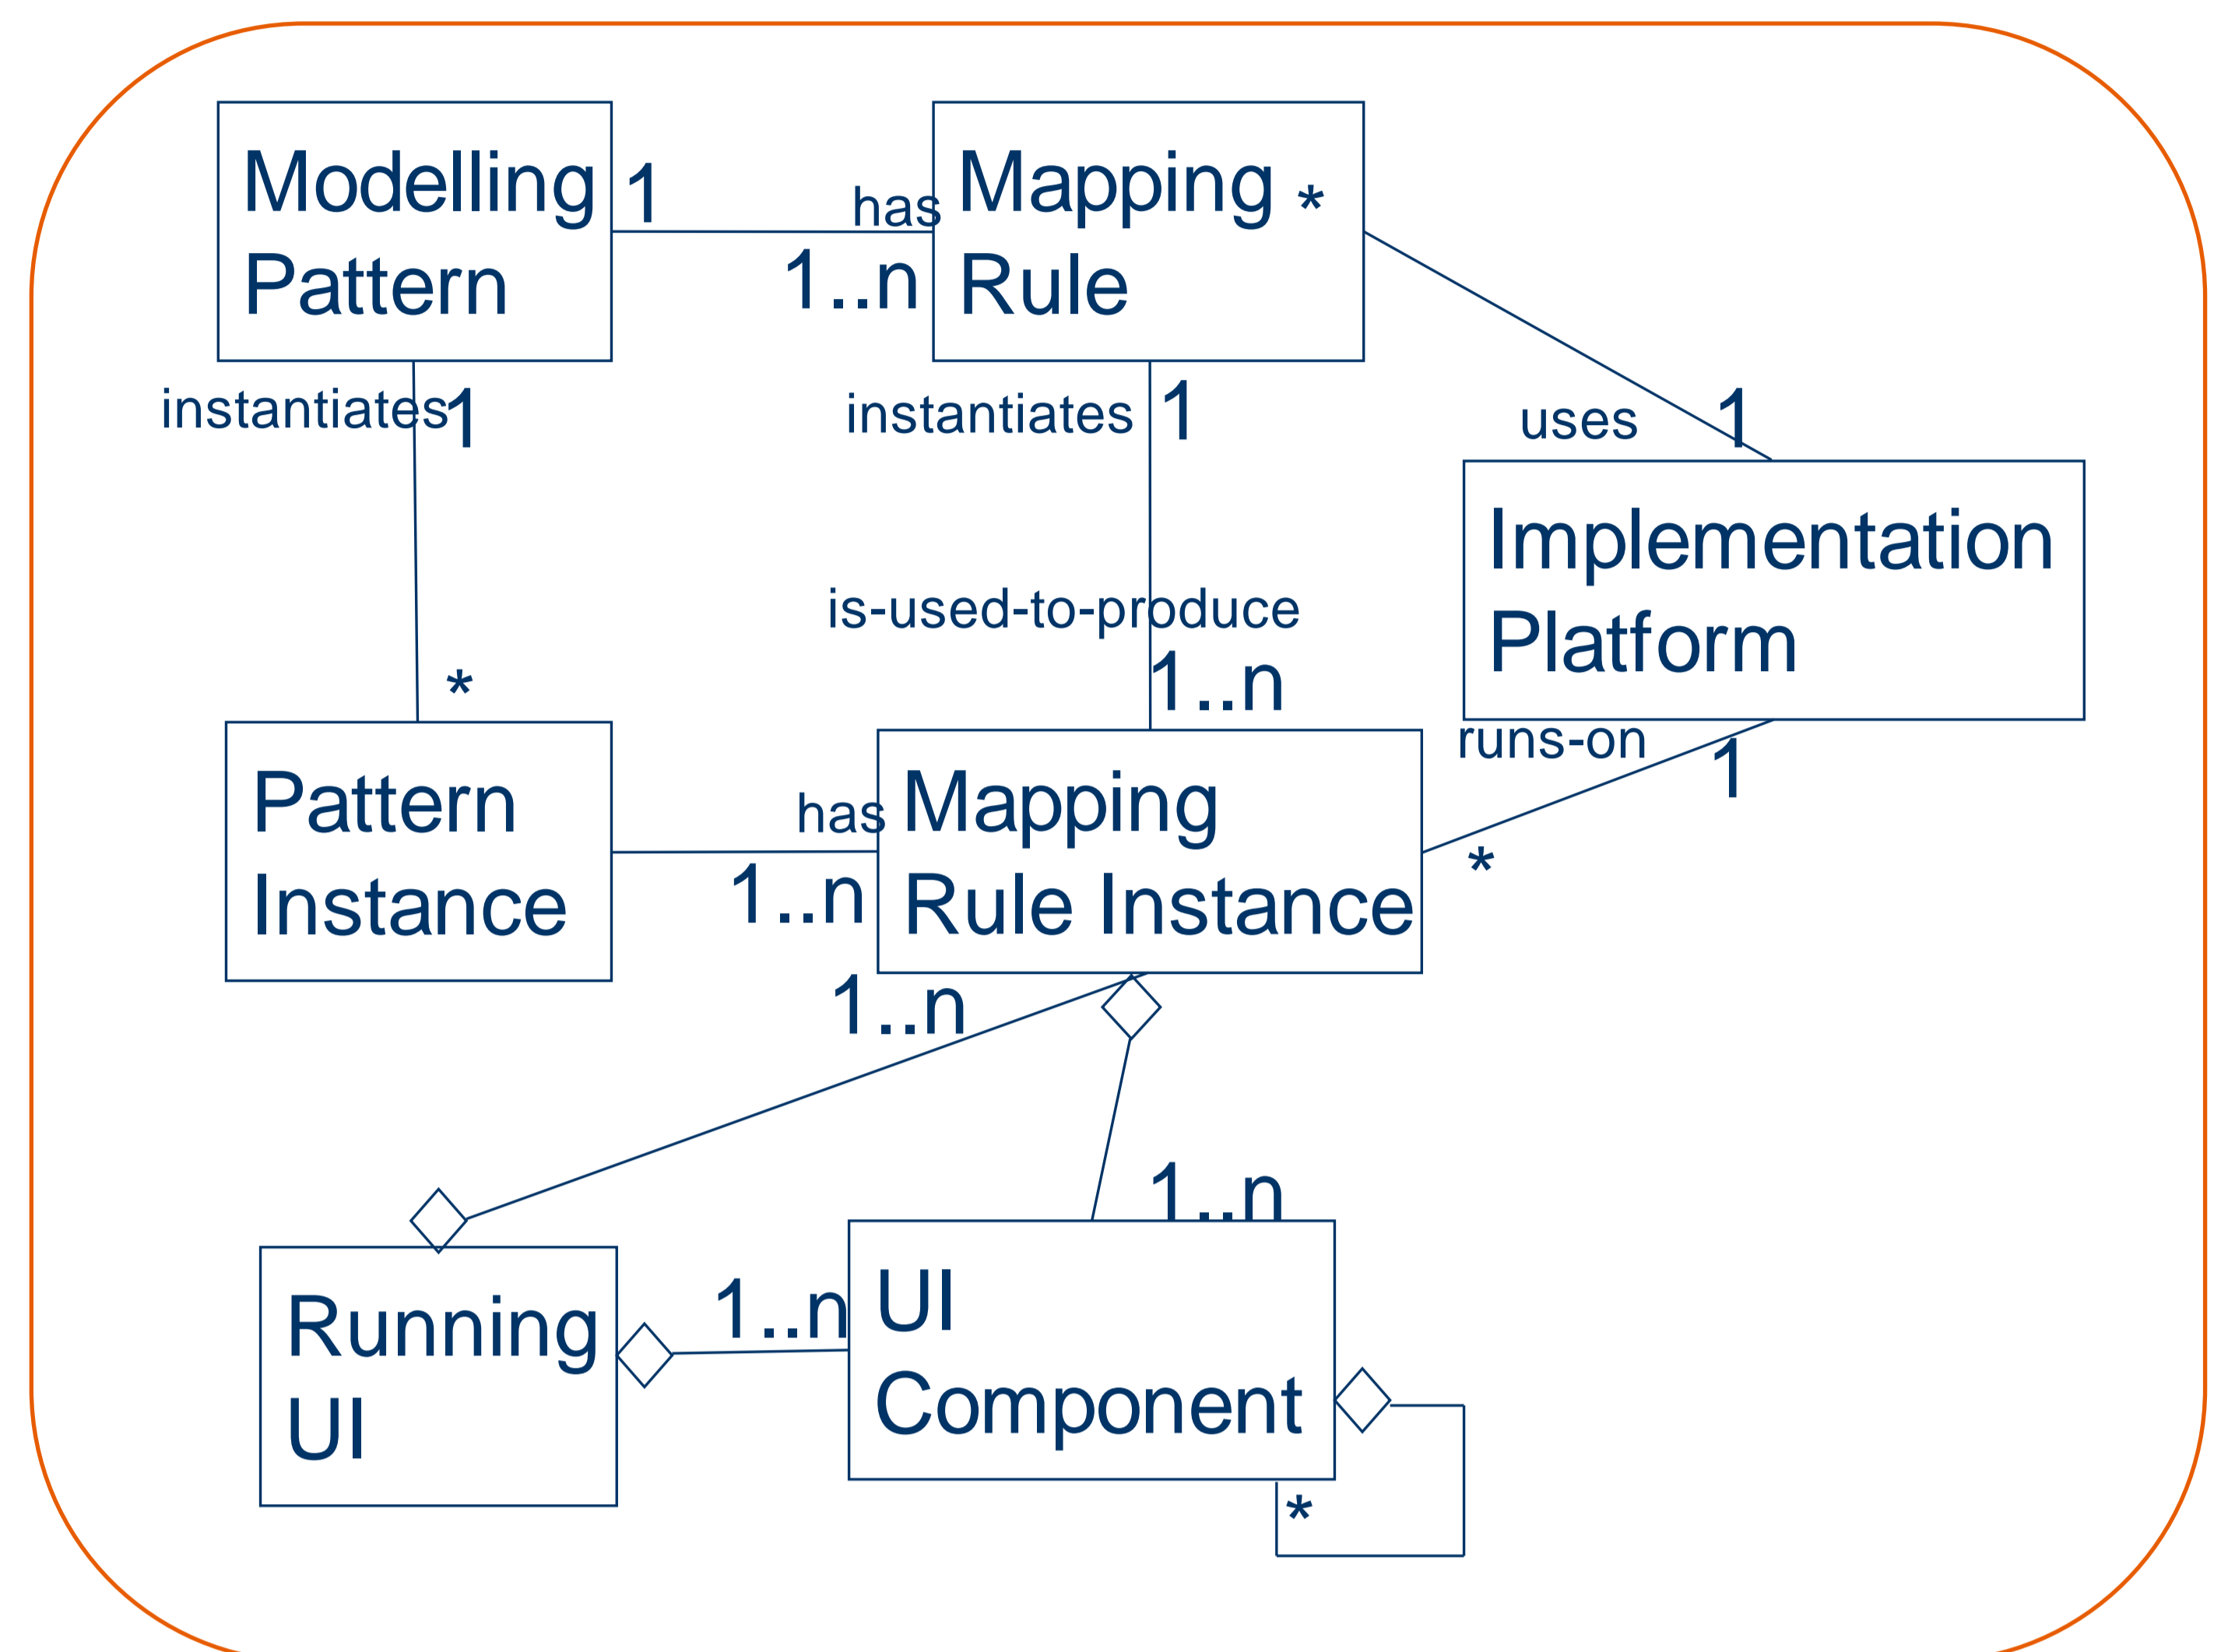 Modelling
Pattern
1
has
1..n
Mapping
Rule
*
instantiates
1
instantiates
1
uses
1
Implementation
Platform
is-used-to-produce
1..n
*
runs-on
1
Pattern
Instance
has
1..n
Mapping
Rule Instance
*
1..n
1..n
Running
UI
1..n
UI
Component
*